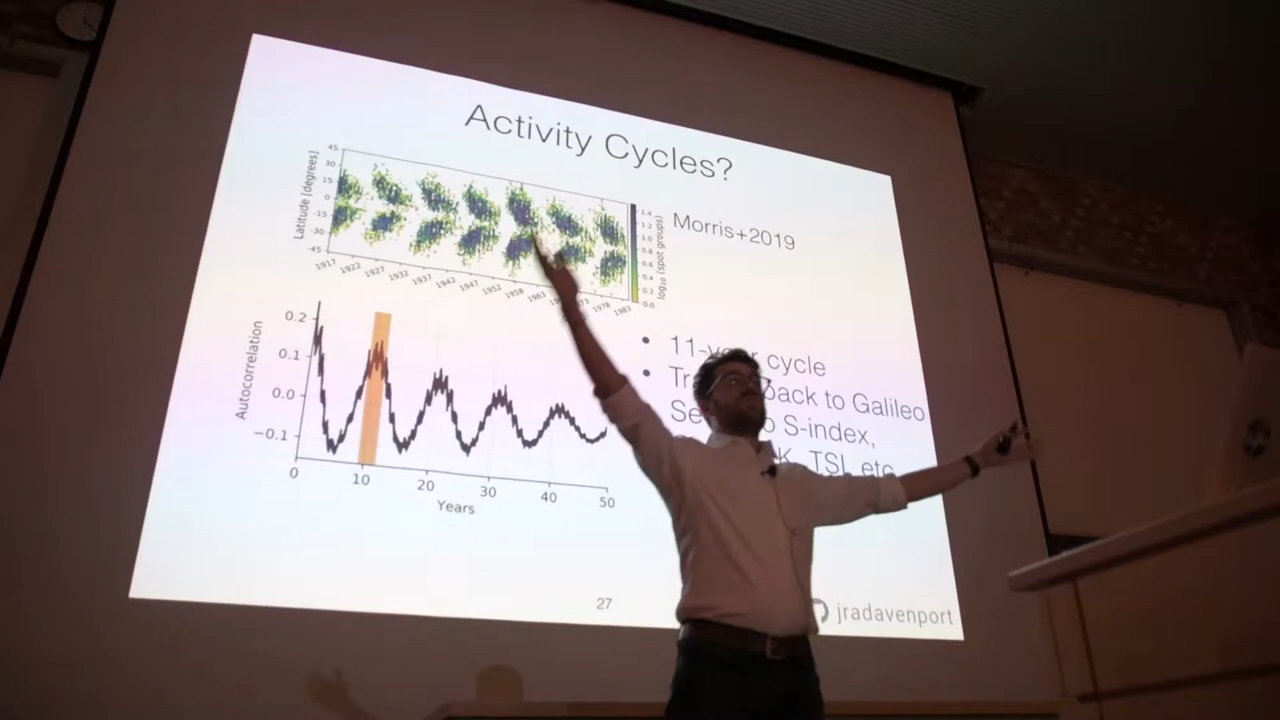 Activity Cycles?
45
30
15
0
-15
-30
-45
Latitude [degrees]
1917 1922 1927 1932 1937 1942 1947 1952 1958 1963 1978 1983
1.4
1.2
1.0
0.8
0.6
0.4
0.2
0.0
log10 (spot groups)
Morris+2019
0.2
0.1
0.0
−0.1
Autocorrelation
0 10 20 30 40 50
Years
• 11-year cycle
• back to Galileo
S-index,
K, TSI, etc
27
jradavenport